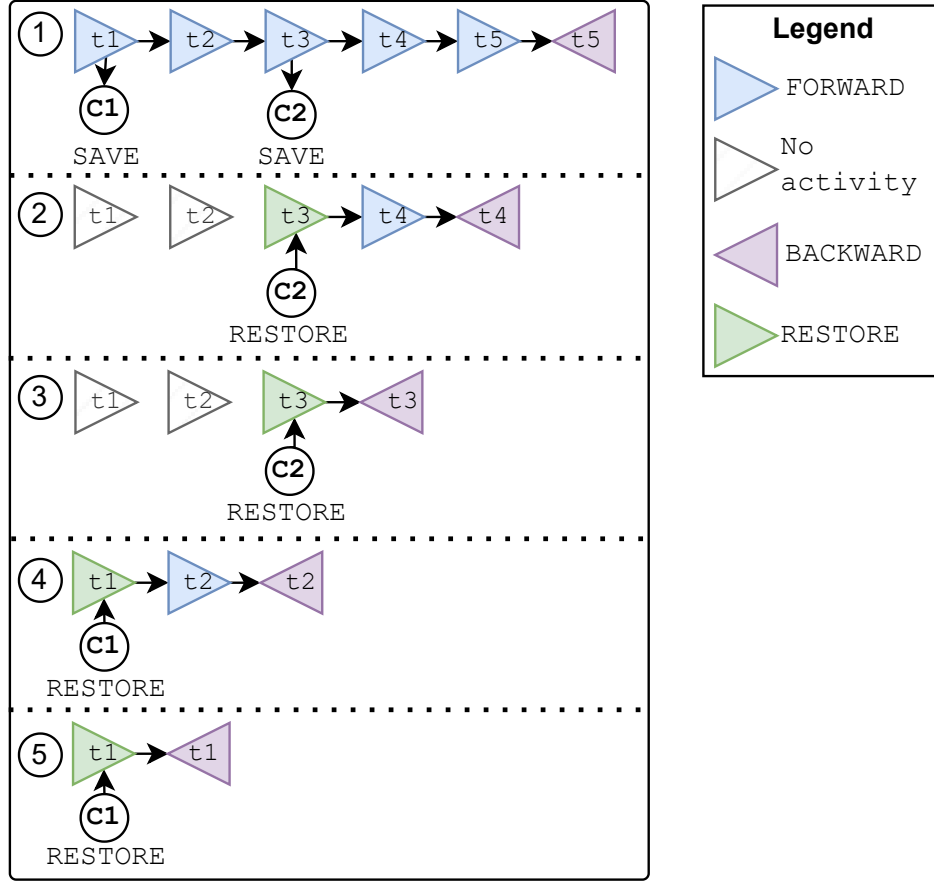 1 t1 t2 t3 t4 t5 t5
C1 C2
SAVE SAVE
2 t1 t2 t3 t4 t4
C2
RESTORE
3 t1 t2 t3 t3
C2
RESTORE
4 t1 t2 t2
C1
RESTORE
5 t1 t1
C1
RESTORE
Legend
FORWARD
No
activity
BACKWARD
RESTORE